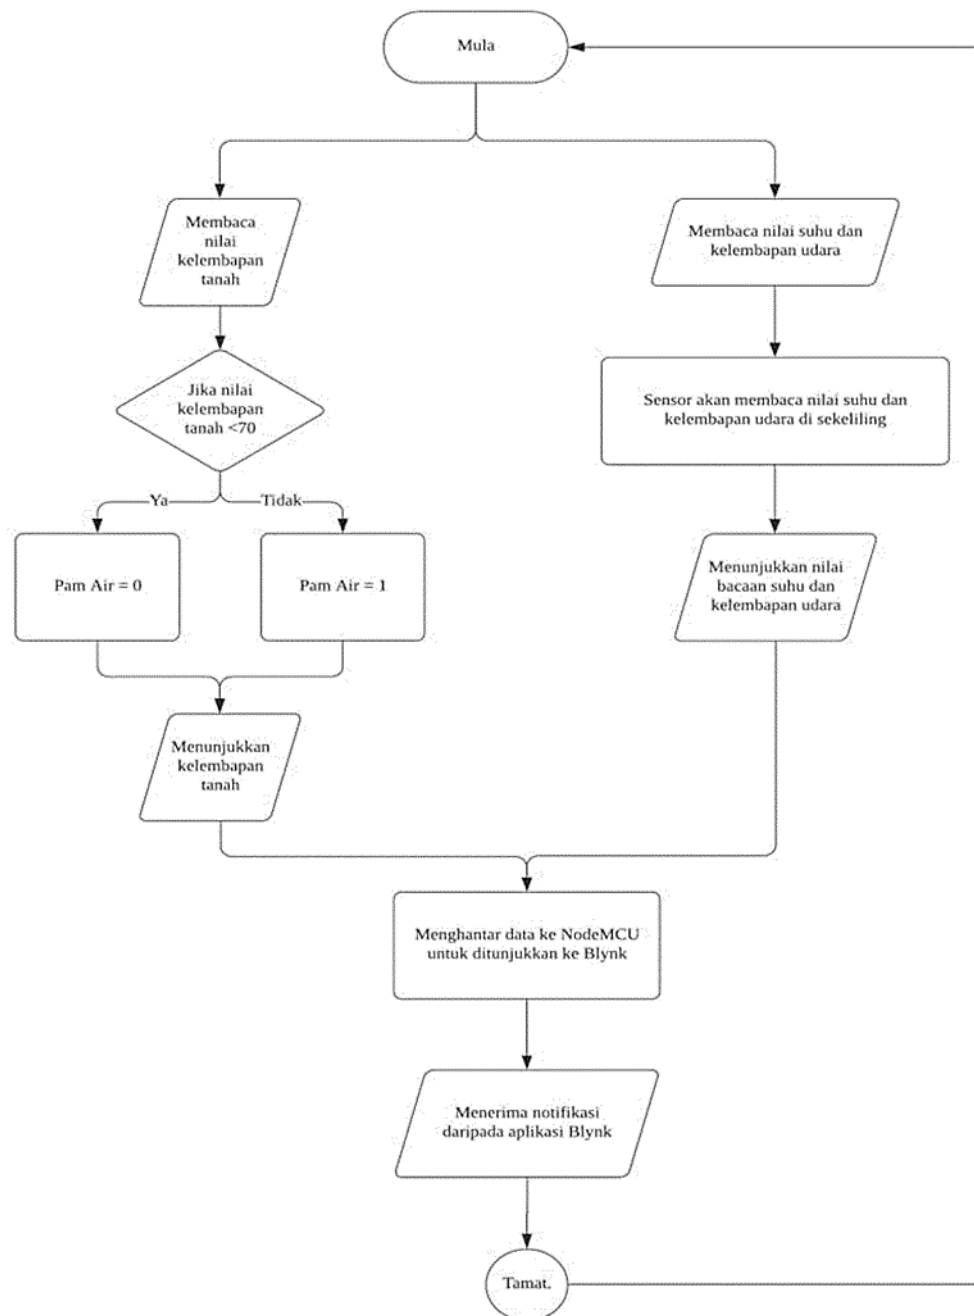 Mula
Membaca
nilai
kelembapan
tanah
Membaca nilai suhu dan
kelembapan udara
Jika nilai
kelembapan
tanah <70
Sensor akan membaca nilai suhu dan
kelembapan udara di sekeliling
Ya
Tidak
Pam Air = 0
Pam Air = 1
Menunjukkan nilai
bacaan suhu dan
kelembapan udara
Menunjukkan
kelembapan
tanah
Menghantar data ke NodeMCU
untuk ditunjukkan ke Blynk
Menerima notifikasi
daripada aplikasi Blynk
Tamat.